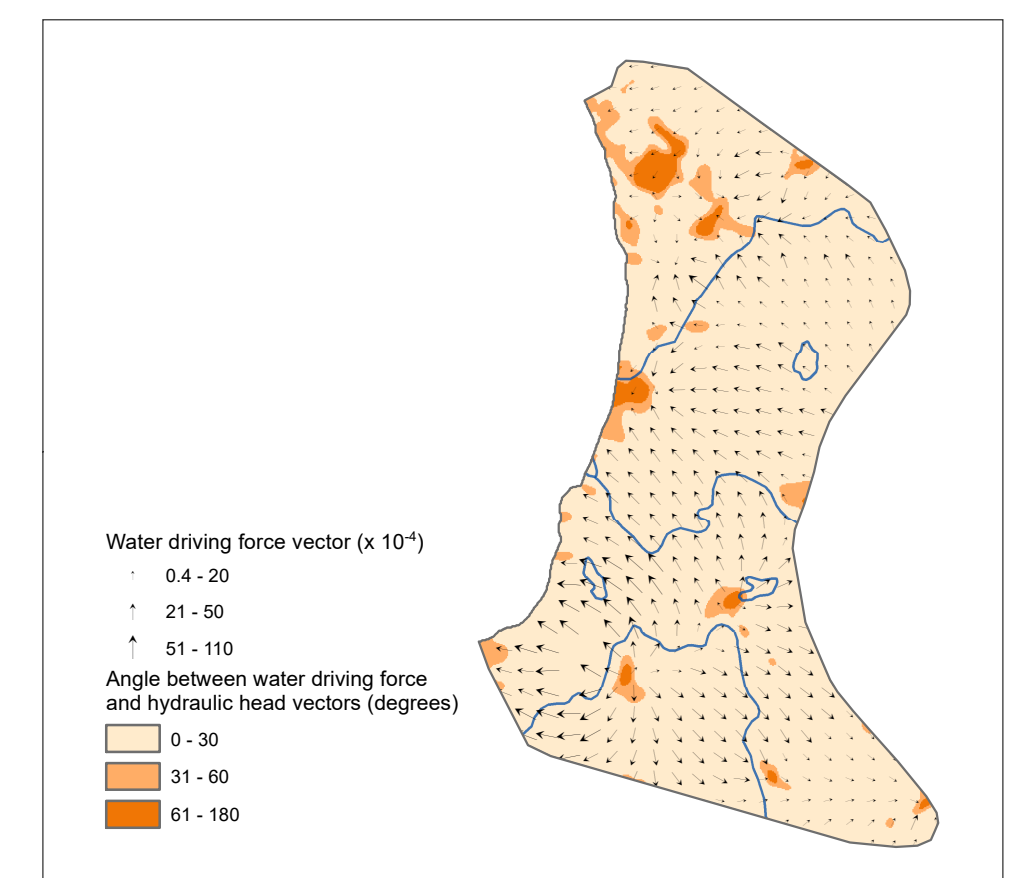 Water driving force vector (x 10-4)
0.4 - 20
21 - 50
51 - 110
Angle between water driving force
and hydraulic head vectors (degrees)
0 - 30
31 - 60
61 - 180